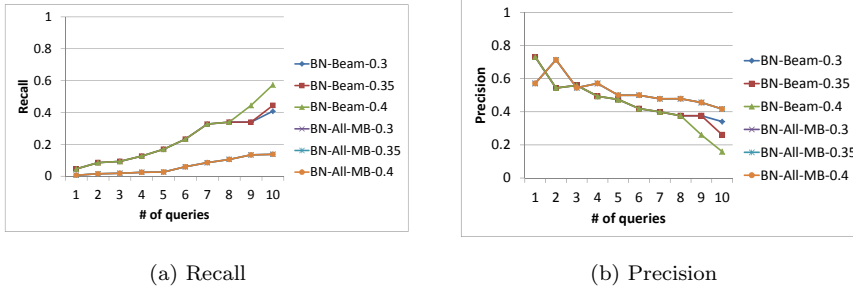 1
0.8
0.6
0.4
0.2
0
Recall
1 2 3 4 5 6 7 8 9 10
# of queries
BN-Beam-0.3
BN-Beam-0.35
BN-Beam-0.4
BN-All-MB-0.3
BN-All-MB-0.35
BN-All-MB-0.4
(a) Recall
1
0.8
0.6
0.4
0.2
0
Precision
1 2 3 4 5 6 7 8 9 10
# of queries
BN-Beam-0.3
BN-Beam-0.35
BN-Beam-0.4
BN-All-MB-0.3
BN-All-MB-0.35
BN-All-MB-0.4
(b) Precision